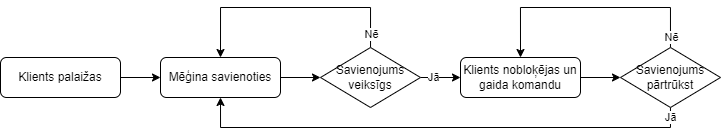 Klients palaižas
Mēģina savienoties
Savienojums
veiksīgs
Nē
Jā
Klients nobloķējas un
gaida komandu
Savienojums
pārtrūkst
Nē
Jā